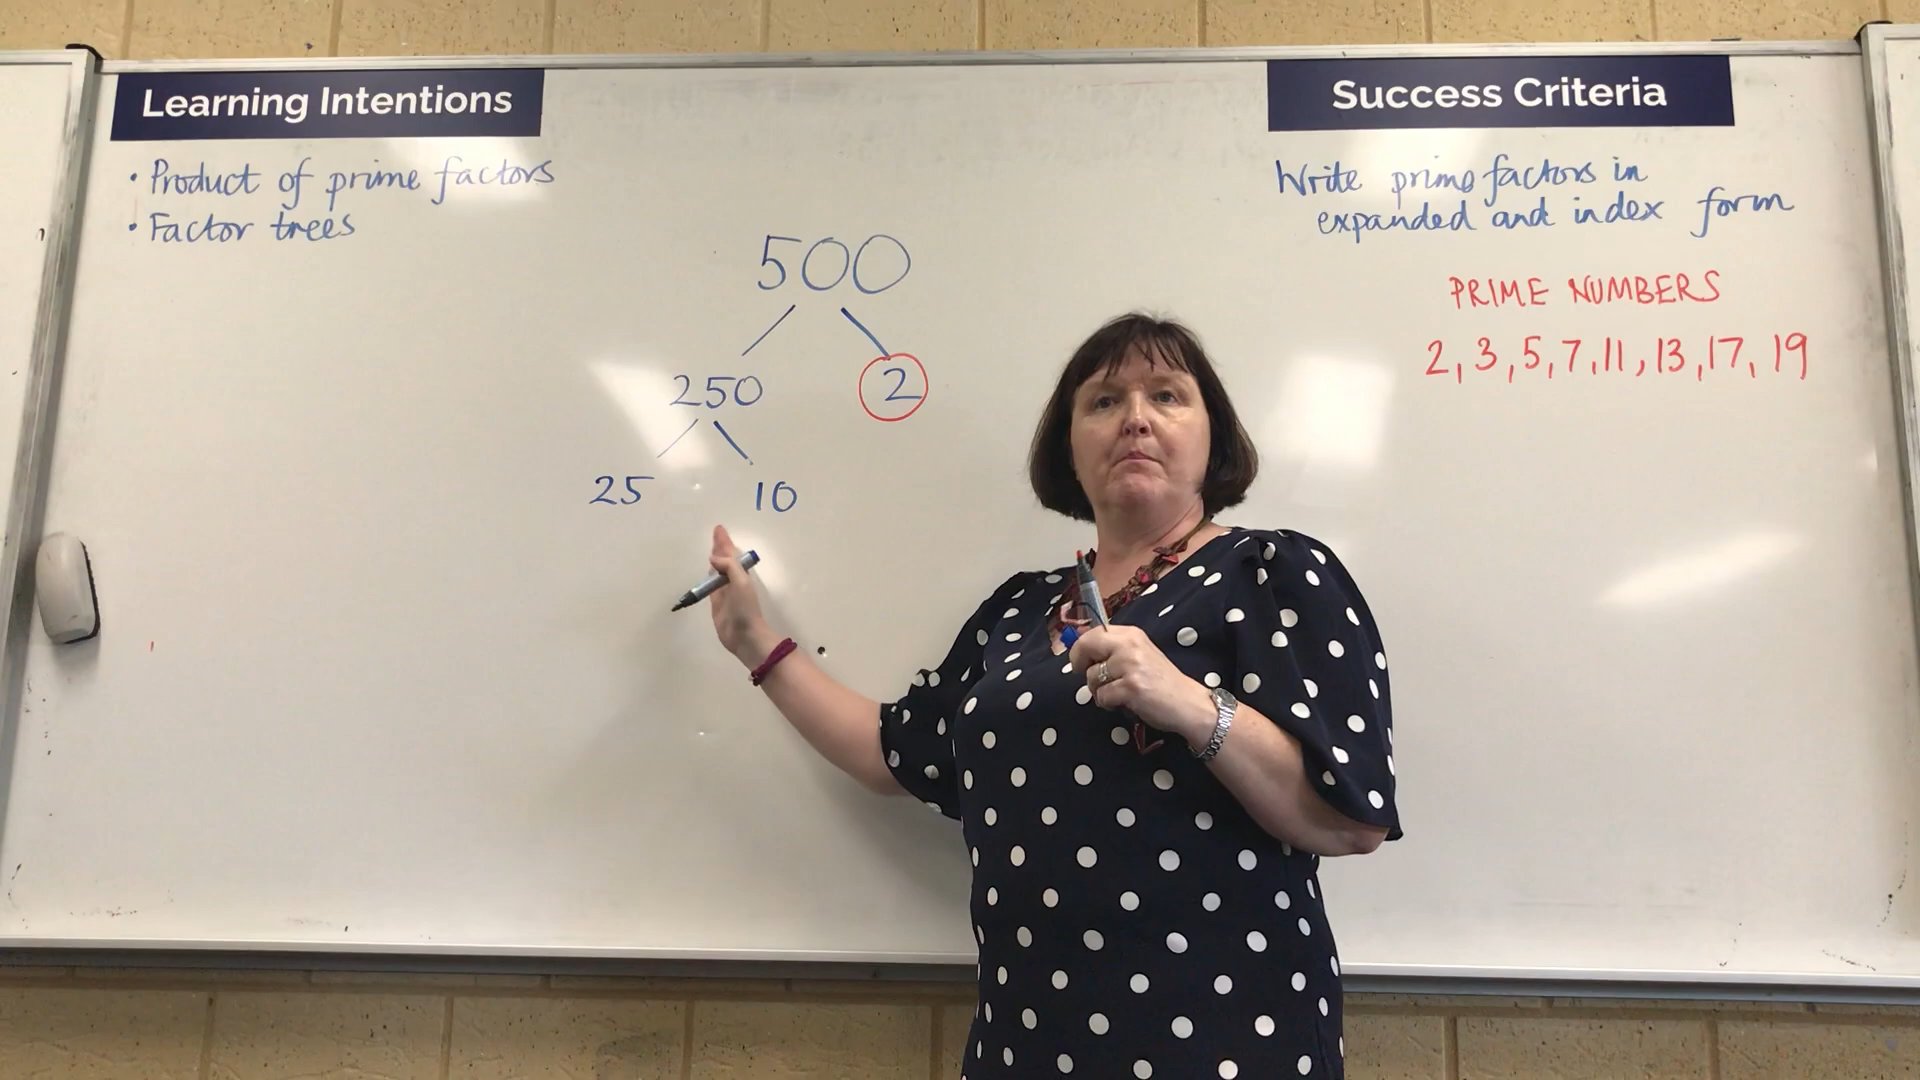 Learning Intentions
• Product of prime factors
• Factor trees
500
250 2
25 10
Success Criteria
Write prime factors in
expanded and index form
PRIME NUMBERS
2, 3, 5, 7, 11, 13, 17, 19